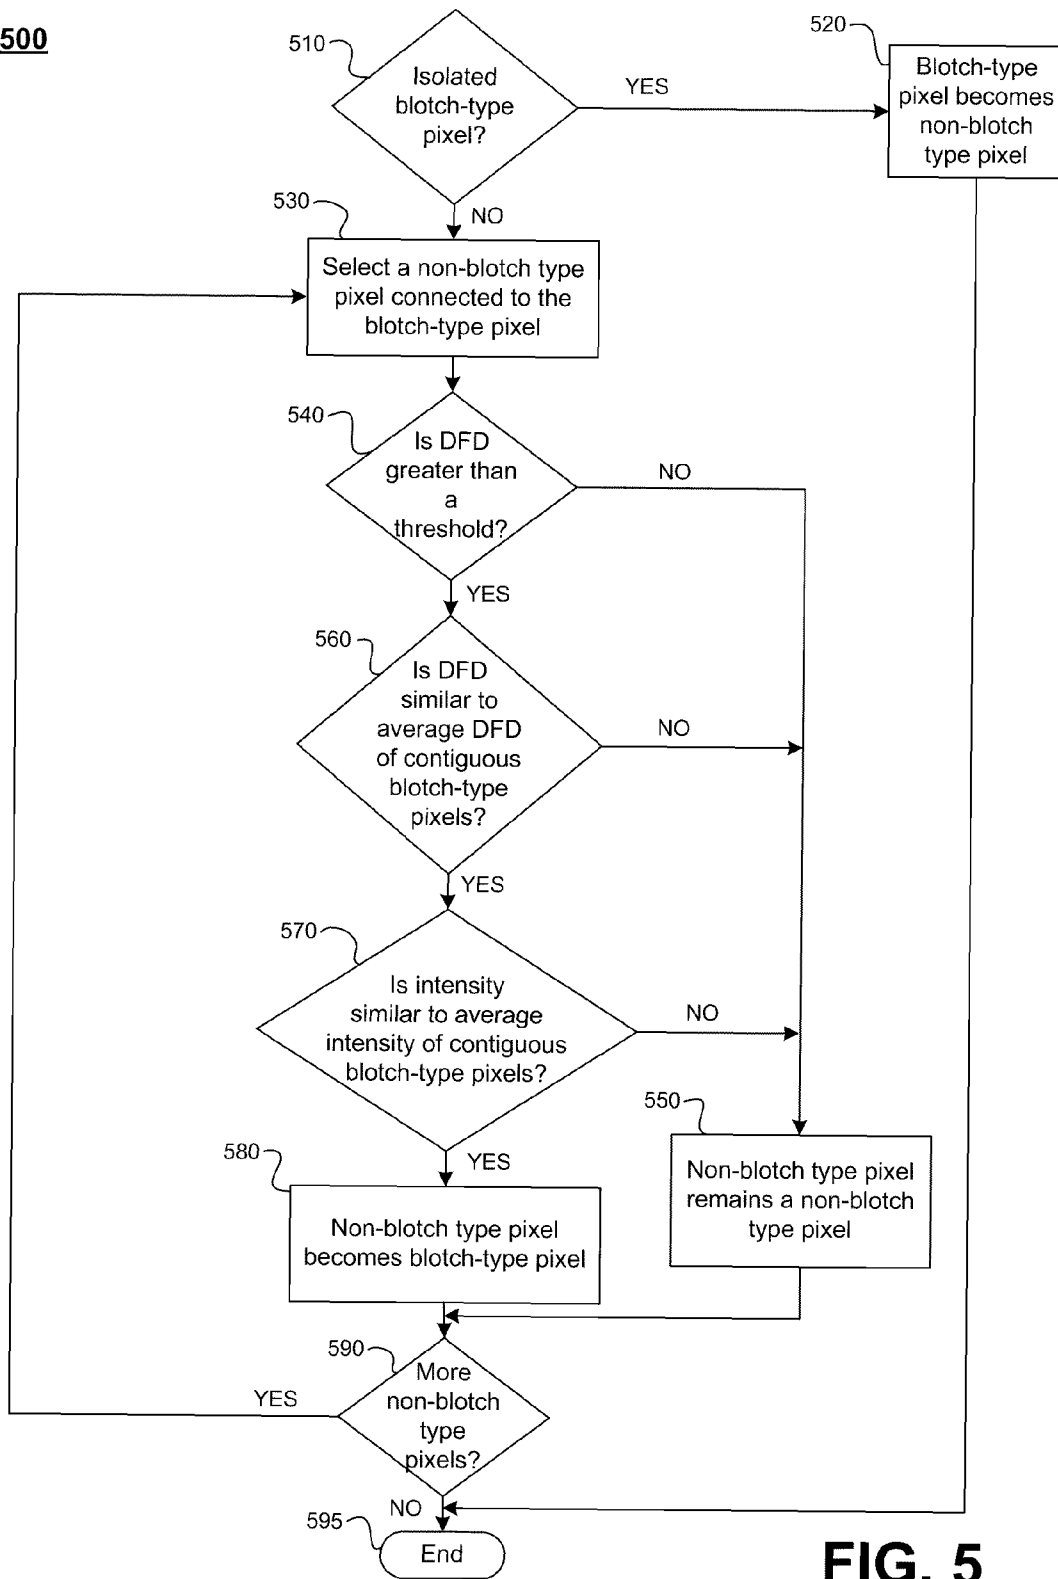 500
510
Isolated
blotch-type
pixel?
YES
520
Blotch-type
pixel becomes
non-blotch
type pixel
NO
530
Select a non-blotch type
pixel connected to the
blotch-type pixel
540
Is DFD
greater than
a
threshold?
NO
YES
560
Is DFD
similar to
average DFD
of contiguous
blotch-type
pixels?
NO
YES
570
Is intensity
similar to average
intensity of contiguous
blotch-type pixels?
NO
550
Non-blotch type pixel
remains a non-blotch
type pixel
YES
580
Non-blotch type pixel
becomes blotch-type pixel
590
More
non-blotch
type
pixels?
YES
NO
595
End
FIG. 5